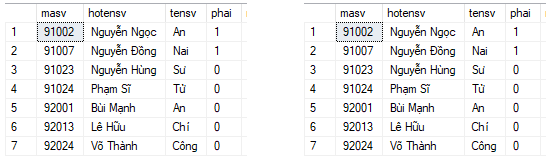 masv hotensv tensv phai
1 91002 Nguyễn Ngọc An 1
2 91007 Nguyễn Đông Nai 1
3 91023 Nguyễn Hùng Sư 0
4 91024 Phạm Sĩ Tử 0
5 92001 Bùi Mạnh An 0
6 92013 Lê Hữu Chí 0
7 92024 Võ Thành Công 0
masv hotensv tensv phai
1 91002 Nguyễn Ngọc An 1
2 91007 Nguyễn Đông Nai 1
3 91023 Nguyễn Hùng Sư 0
4 91024 Phạm Sĩ Tử 0
5 92001 Bùi Mạnh An 0
6 92013 Lê Hữu Chí 0
7 92024 Võ Thành Công 0